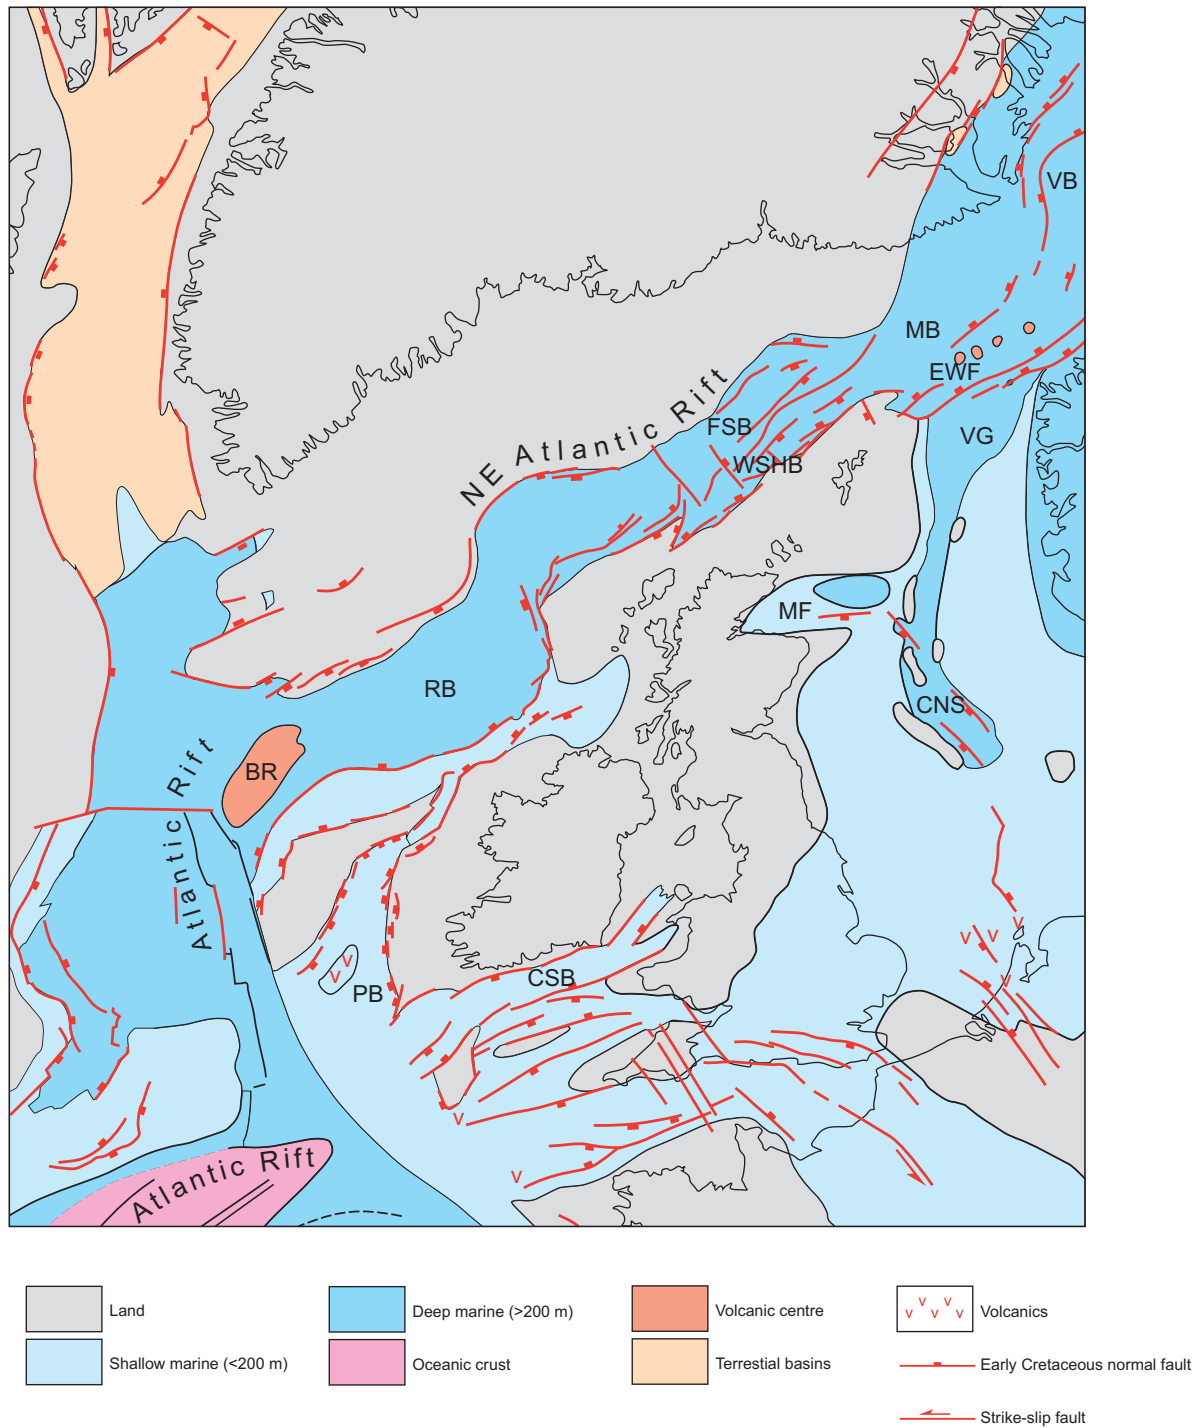 VB
MB
EWF
NE Atlantic Rift
FSB
VG
WSHB
MF
RB
CNS
Atlantic Rift
BR
v v v
v
v v
PB
CSB
v
v
Atlantic Rift
Land
Deep marine (>200 m)
Volcanic centre
v v v v v
Volcanics
Shallow marine (<200 m)
Oceanic crust
Terrestial basins
Early Cretaceous normal fault
Strike-slip fault